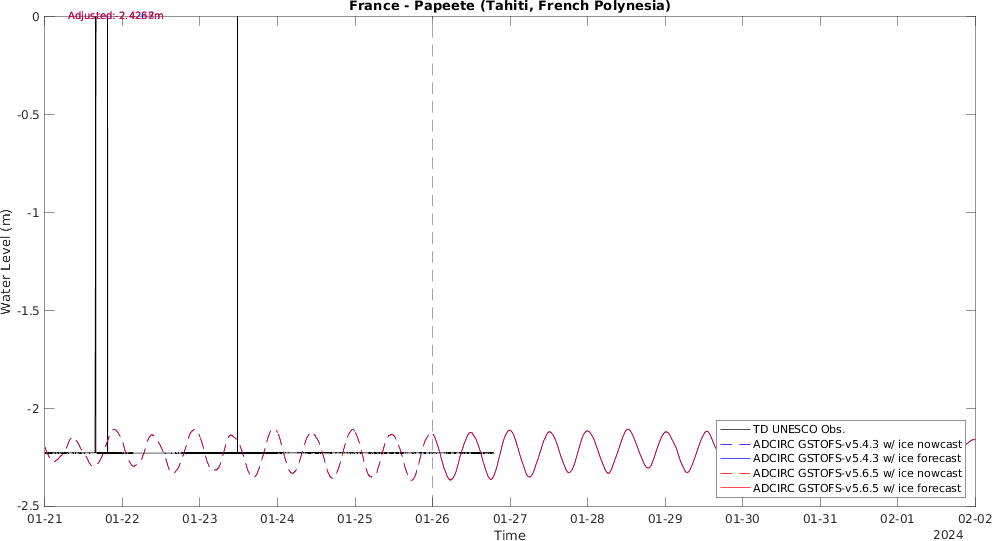 France - Papeete (Tahiti, French Polynesia)
Adjusted:
0
-0.5
-1
-1.5
-2
-2.5
Water Level (m)
TD UNESCO Obs.
ADCIRC GSTOFS-v5.4.3 w/ ice nowcast
ADCIRC GSTOFS-v5.4.3 w/ ice forecast
ADCIRC GSTOFS-v5.6.5 w/ ice nowcast
ADCIRC GSTOFS-v5.6.5 w/ ice forecast
01-21 01-22 01-23 01-24 01-25 01-26 01-27 01-28 01-29 01-30 01-31 02-01 02-02
Time
2024